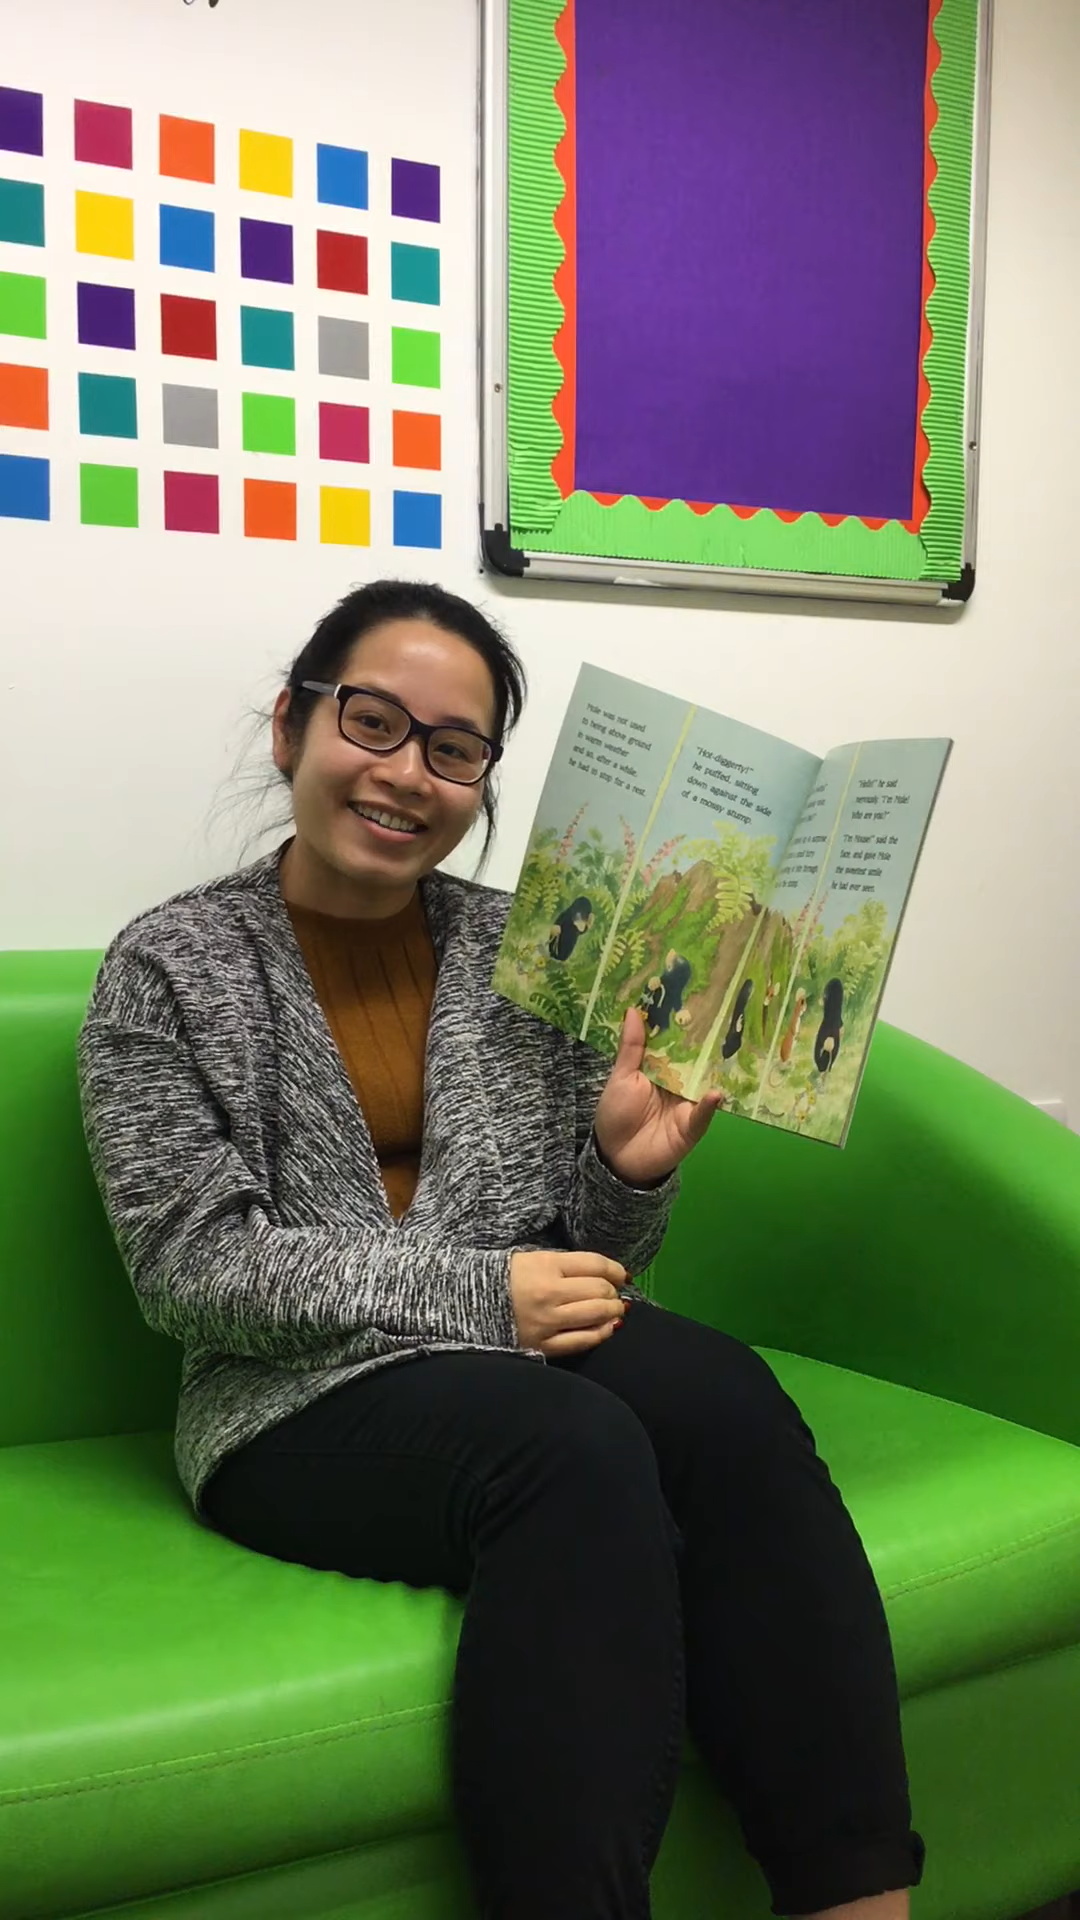 Mole was not used
to being above ground
in warm weather
and so, after a while,
he had to stop for a rest.
"Hot-diggerty!"
he puffed, sitting
down against the side
of a mossy stump.
"Hello!" he said
nervously. "I'm Mole!
Who are you?"
"I'm Mouse!" said the
face, and gave Mole
the sweetest smile
he had ever seen.